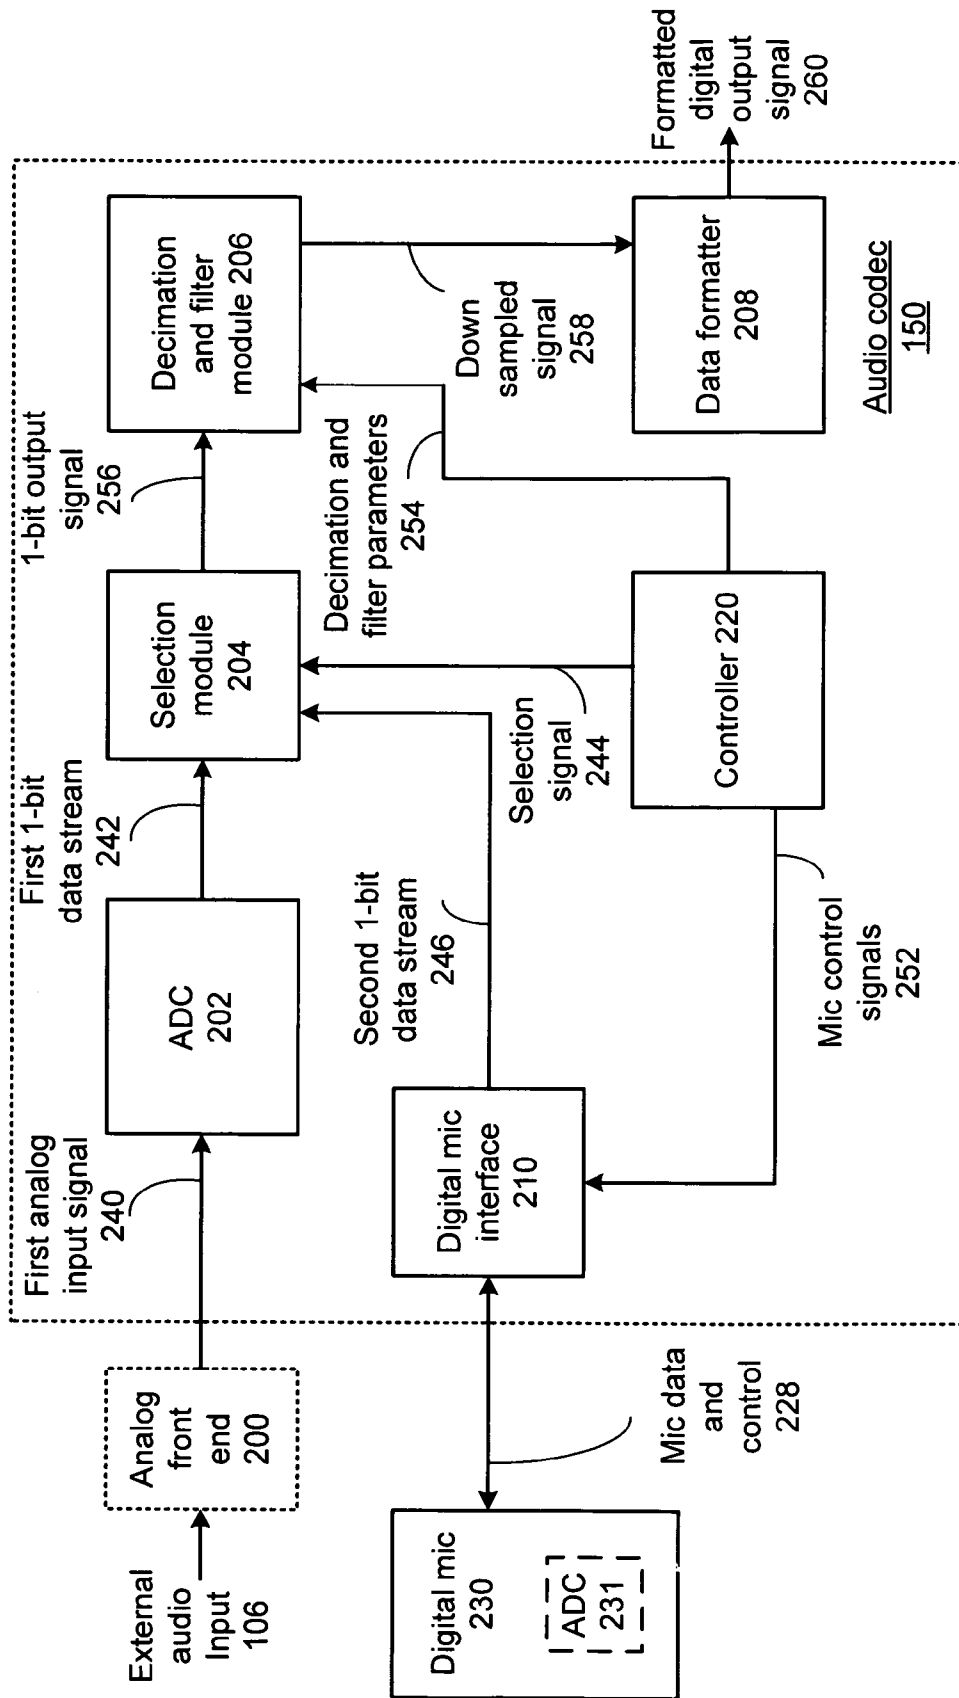 External
audio
Input
106
Analog
front
end 200
First analog
input signal
240
ADC
202
First 1-bit
data stream
242
Selection
module
204
1-bit output
signal
256
Decimation
and filter
module 206
Digital mic
230
ADC
231
Mic data
and
control
228
Digital mic
interface
210
Second 1-bit
data stream
246
Selection
signal
244
Decimation and
filter parameters
254
Down
sampled
signal
258
Mic control
signals
252
Controller 220
Data formatter
208
Formatted
digital
output
signal
260
Audio codec
150